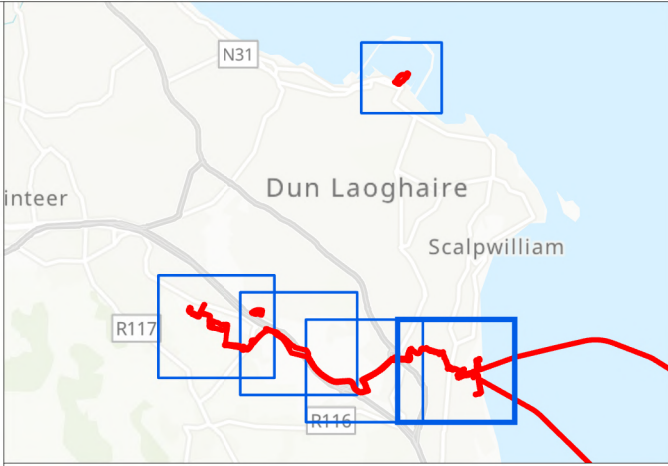 N31
Dun Laoghaire
inteer
Scalpwilliam
R117
R116